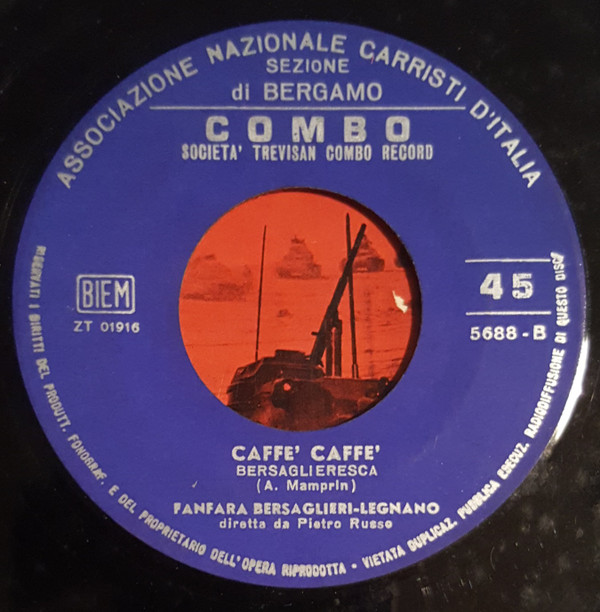 ASSOCIAZIONE NAZIONALE CARRISTI D'ITALIA
SEZIONE
di BERGAMO
COMBO
SOCIETA' TREVISAN COMBO RECORD
BIEM
ZT 01916
45
5688-B
CAFFE' CAFFE'
BERSAGLIERESCA
(A. Mamprin)
FANFARA BERSAGLIERI-LEGNANO
diretta da Pietro Russo
RISERVATI I DIRITTI DEL PRODUTT. FONOGRAF. E DEL PROPRIETARIO DELL'OPERA RIPRODOTTA - VIETATA DUPLICAZ. PUBBLICA ESECUZ. RADIODIFFUSIONE DI QUESTO DISCO